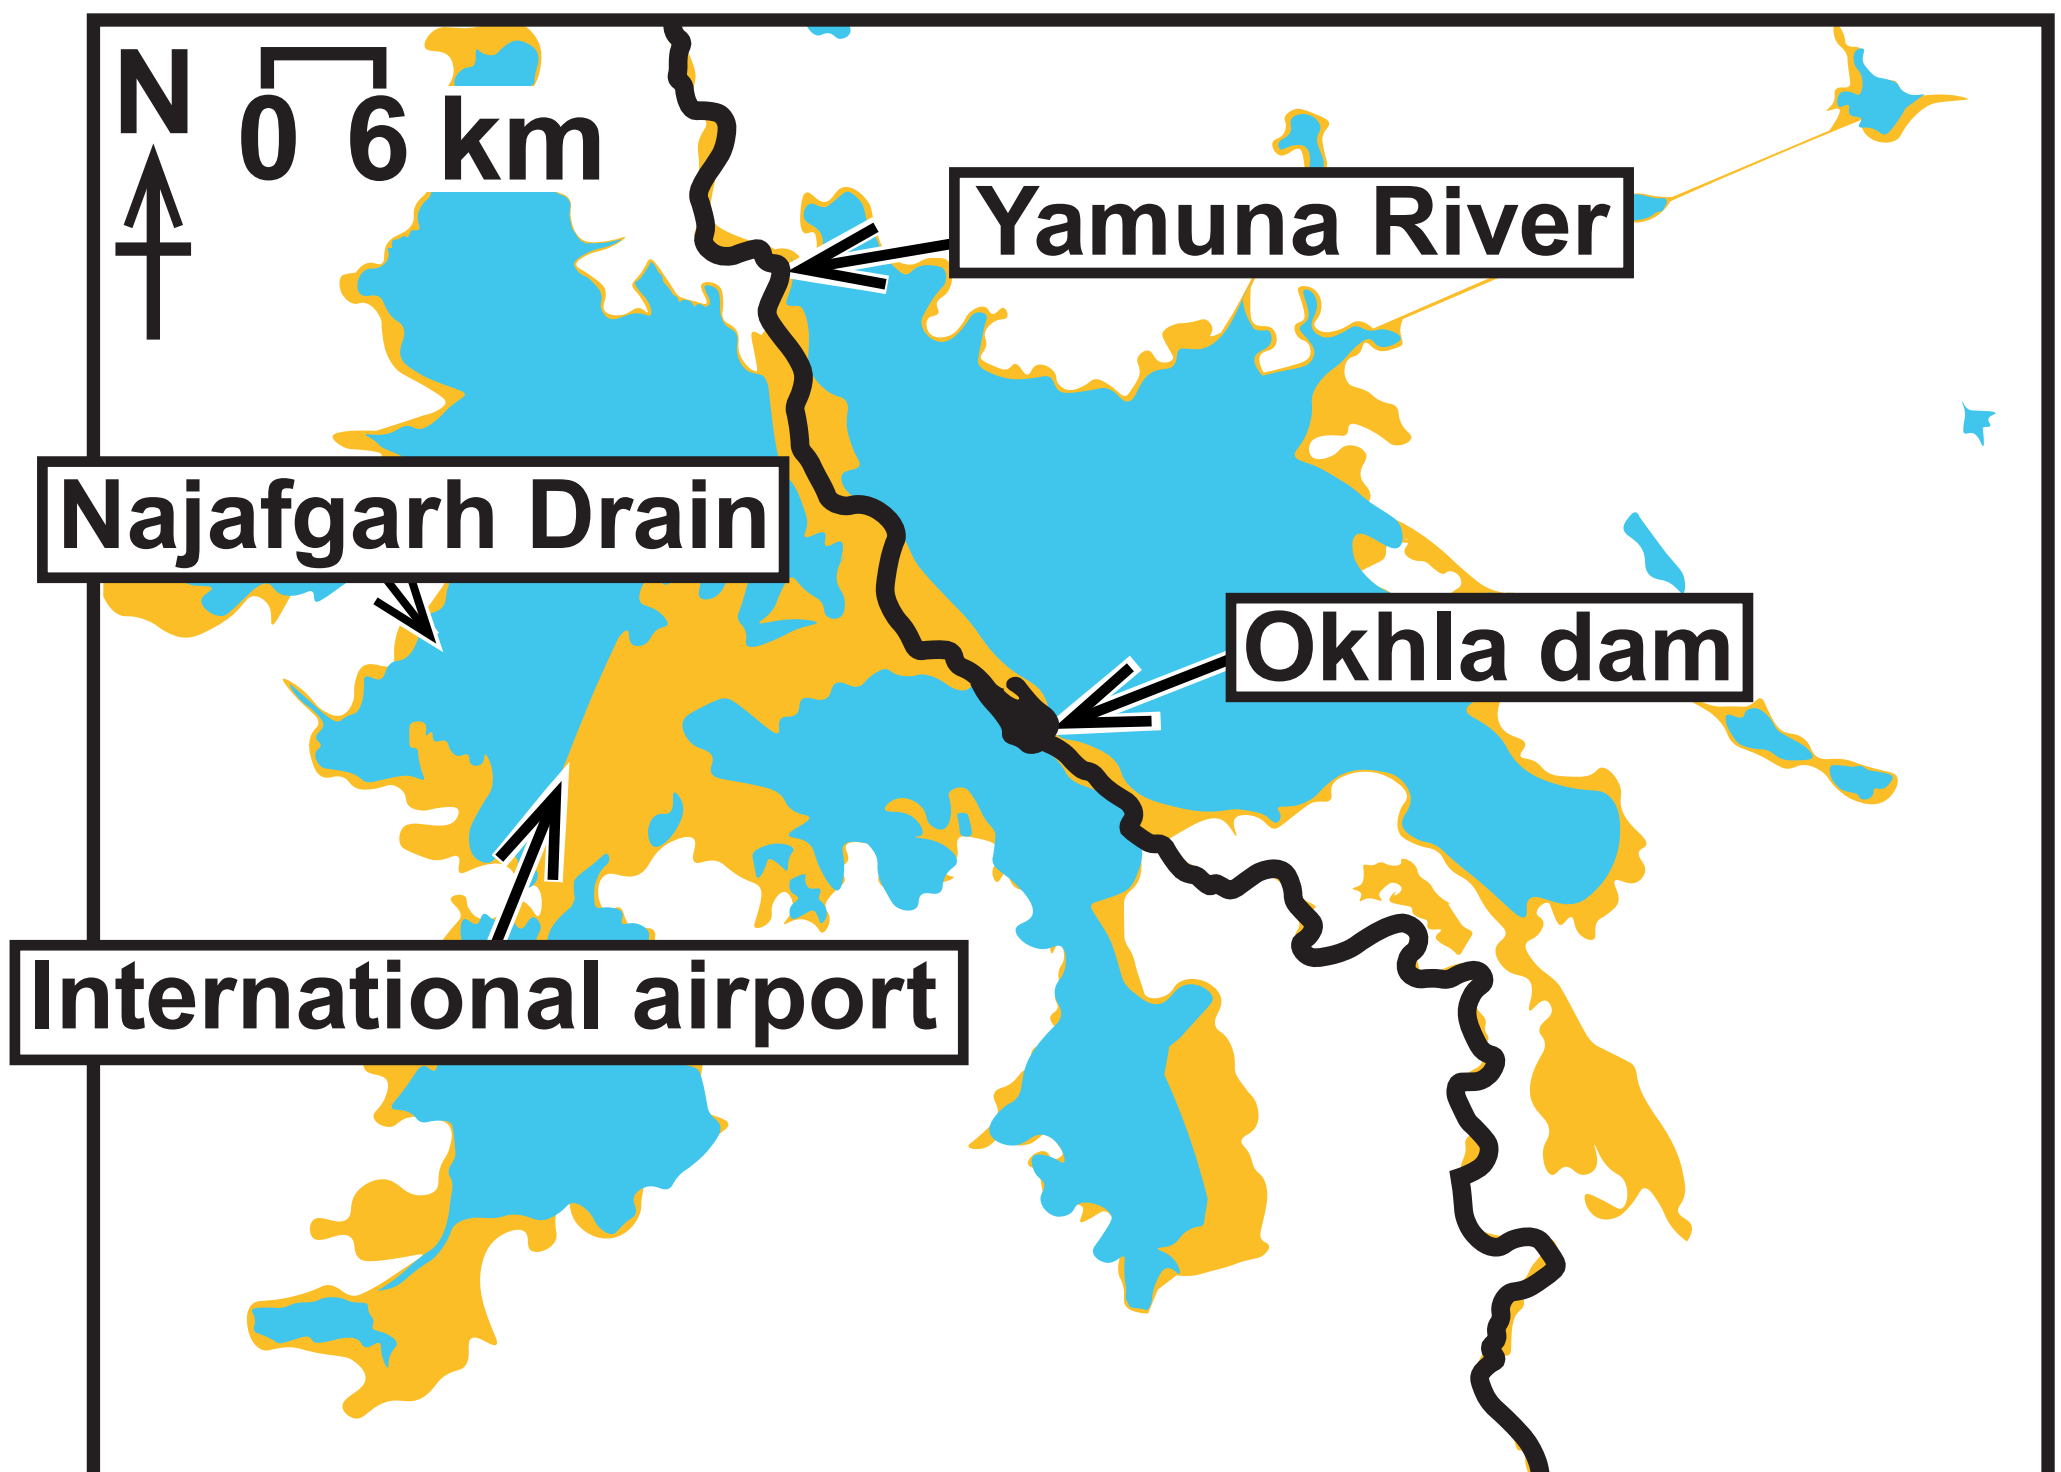 N
0 6 km
Yamuna River
Najafgarh Drain
Okhla dam
International airport